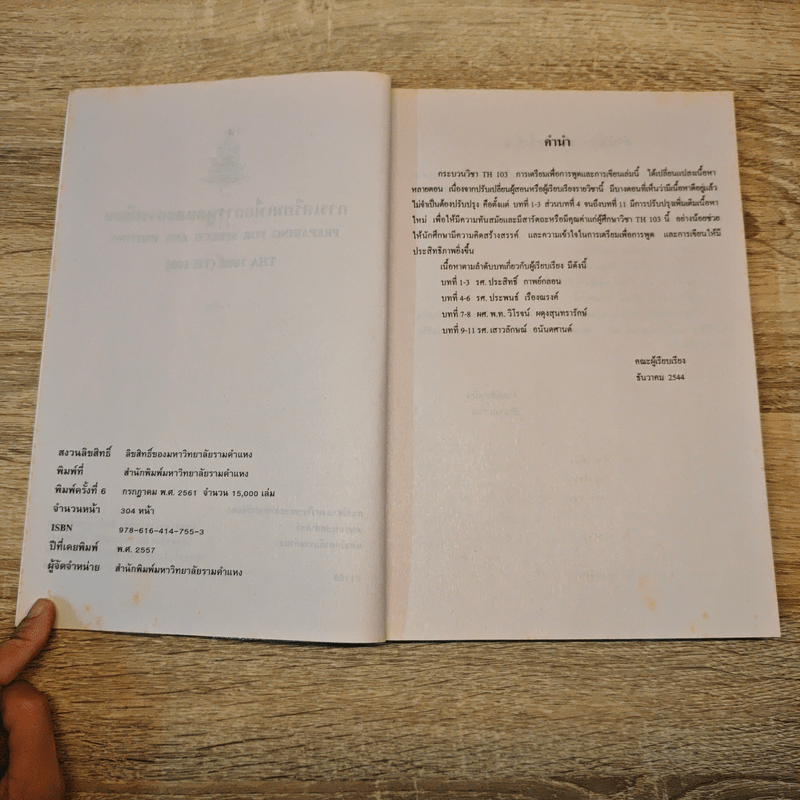 สงวนลิขสิทธิ์ ลิขสิทธิ์ของมหาวิทยาลัยรามคำแหง
พิมพ์ที่ สำนักพิมพ์มหาวิทยาลัยรามคำแหง
พิมพ์ครั้งที่ 6 กรกฎาคม พ.ศ. 2561 จำนวน 15,000 เล่ม
จำนวนหน้า 304 หน้า
ISBN 978-616-414-755-3
ปีที่เคยพิมพ์ พ.ศ. 2557
ผู้จัดจำหน่าย สำนักพิมพ์มหาวิทยาลัยรามคำแหง
คำนำ
กระบวนวิชา TH 103 การเตรียมเพื่อการพูดและการเขียนเล่มนี้ ได้เปลี่ยนแปลงเนื้อหา
หลายตอน เนื่องจากปรับเปลี่ยนผู้สอนหรือผู้เรียบเรียงรายวิชานี้ มีบางตอนที่เห็นว่ามีเนื้อหาดีอยู่แล้ว
ไม่จำเป็นต้องปรับปรุง คือตั้งแต่ บทที่ 1-3 ส่วนบทที่ 4 จนถึงบทที่ 11 มีการปรับปรุงเพิ่มเติมเนื้อหา
ใหม่ เพื่อให้มีความทันสมัยและมีสารัตถะหรือมีคุณค่าแก่ผู้ศึกษาวิชา TH 103 นี้ อย่างน้อยช่วย
ให้นักศึกษามีความคิดสร้างสรรค์ และความเข้าใจในการเตรียมเพื่อการพูด และการเขียนให้มี
ประสิทธิภาพยิ่งขึ้น
เนื้อหาตามลำดับบทเกี่ยวกับผู้เรียบเรียง มีดังนี้
บทที่ 1-3 รศ. ประสิทธิ์ กาพย์กลอน
บทที่ 4-6 รศ. ประพนธ์ เรืองณรงค์
บทที่ 7-8 ผศ. พ.ท. วิโรจน์ ผดุงสุนทรารักษ์
บทที่ 9-11 รศ. เสาวลักษณ์ อนันตศานต์
คณะผู้เรียบเรียง
ธันวาคม 2544